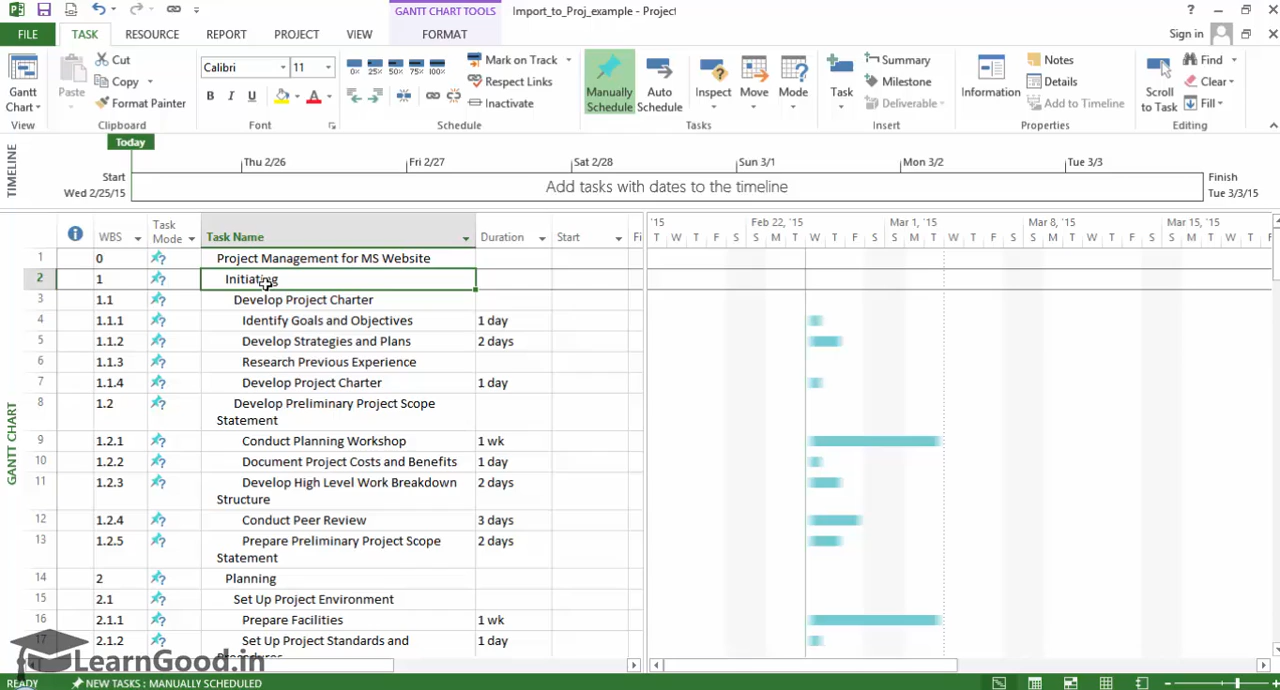 GANTT CHART TOOLS
Import_to_Proj_example - Project
?
FILE
TASK
RESOURCE
REPORT
PROJECT
VIEW
FORMAT
Sign in
Gantt
Chart
View
Paste
Cut
Copy
Format Painter
Clipboard
Calibri
11
B I U A
Font
0% 25% 50% 75% 100%
Mark on Track
Respect Links
Inactivate
Schedule
Manually
Schedule
Auto
Schedule
Inspect
Move
Mode
Tasks
Task
Summary
Milestone
Deliverable
Insert
Information
Notes
Details
Add to Timeline
Properties
Scroll
to Task
Find
Clear
Fill
Editing
TIMELINE
Today
Start
Wed 2/25/15
Thu 2/26
Fri 2/27
Sat 2/28
Sun 3/1
Mon 3/2
Tue 3/3
Add tasks with dates to the timeline
Finish
Tue 3/3/15
GANTT CHART
WBS
Task
Mode
Task Name
Duration
Start
Fi
'15
Feb 22, '15
Mar 1, '15
Mar 8, '15
Mar 15, '15
T W T F S S M T W T F S S M T W T F S S M T W T F S S M T W T F
1 0 Project Management for MS Website
2 1 Initiating
3 1.1 Develop Project Charter
4 1.1.1 Identify Goals and Objectives 1 day
5 1.1.2 Develop Strategies and Plans 2 days
6 1.1.3 Research Previous Experience
7 1.1.4 Develop Project Charter 1 day
8 1.2 Develop Preliminary Project Scope
Statement
9 1.2.1 Conduct Planning Workshop 1 wk
10 1.2.2 Document Project Costs and Benefits 1 day
11 1.2.3 Develop High Level Work Breakdown 2 days
Structure
12 1.2.4 Conduct Peer Review 3 days
13 1.2.5 Prepare Preliminary Project Scope 2 days
Statement
14 2 Planning
15 2.1 Set Up Project Environment
16 2.1.1 Prepare Facilities 1 wk
17 2.1.2 Set Up Project Standards and 1 day
Procedures
LearnGood.in
READY
NEW TASKS : MANUALLY SCHEDULED